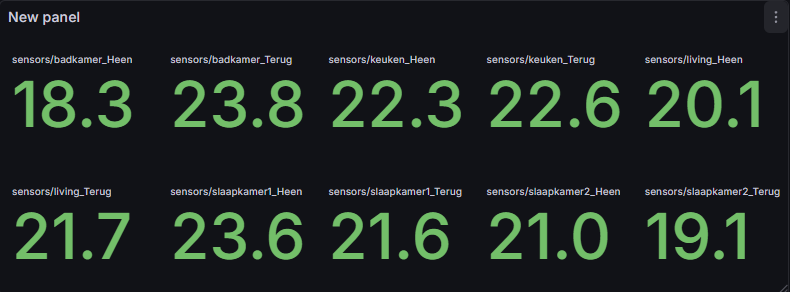 New panel
sensors/badkamer_Heen sensors/badkamer_Terug sensors/keuken_Heen sensors/keuken_Terug sensors/living_Heen
18.3 23.8 22.3 22.6 20.1
sensors/living_Terug sensors/slaapkamer1_Heen sensors/slaapkamer1_Terug sensors/slaapkamer2_Heen sensors/slaapkamer2_Terug
21.7 23.6 21.6 21.0 19.1